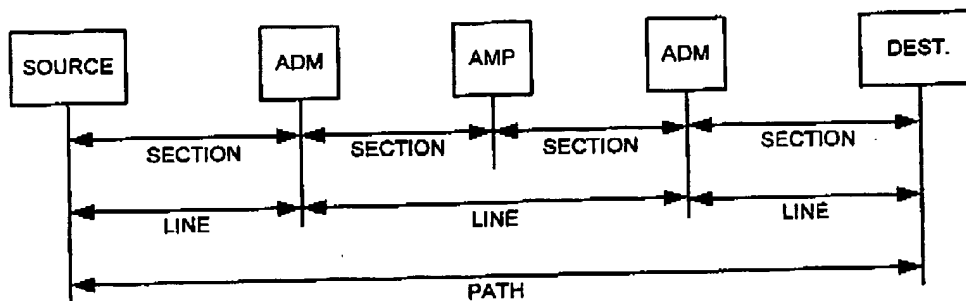 SOURCE
ADM
AMP
ADM
DEST.
SECTION
SECTION
SECTION
SECTION
LINE
LINE
LINE
PATH